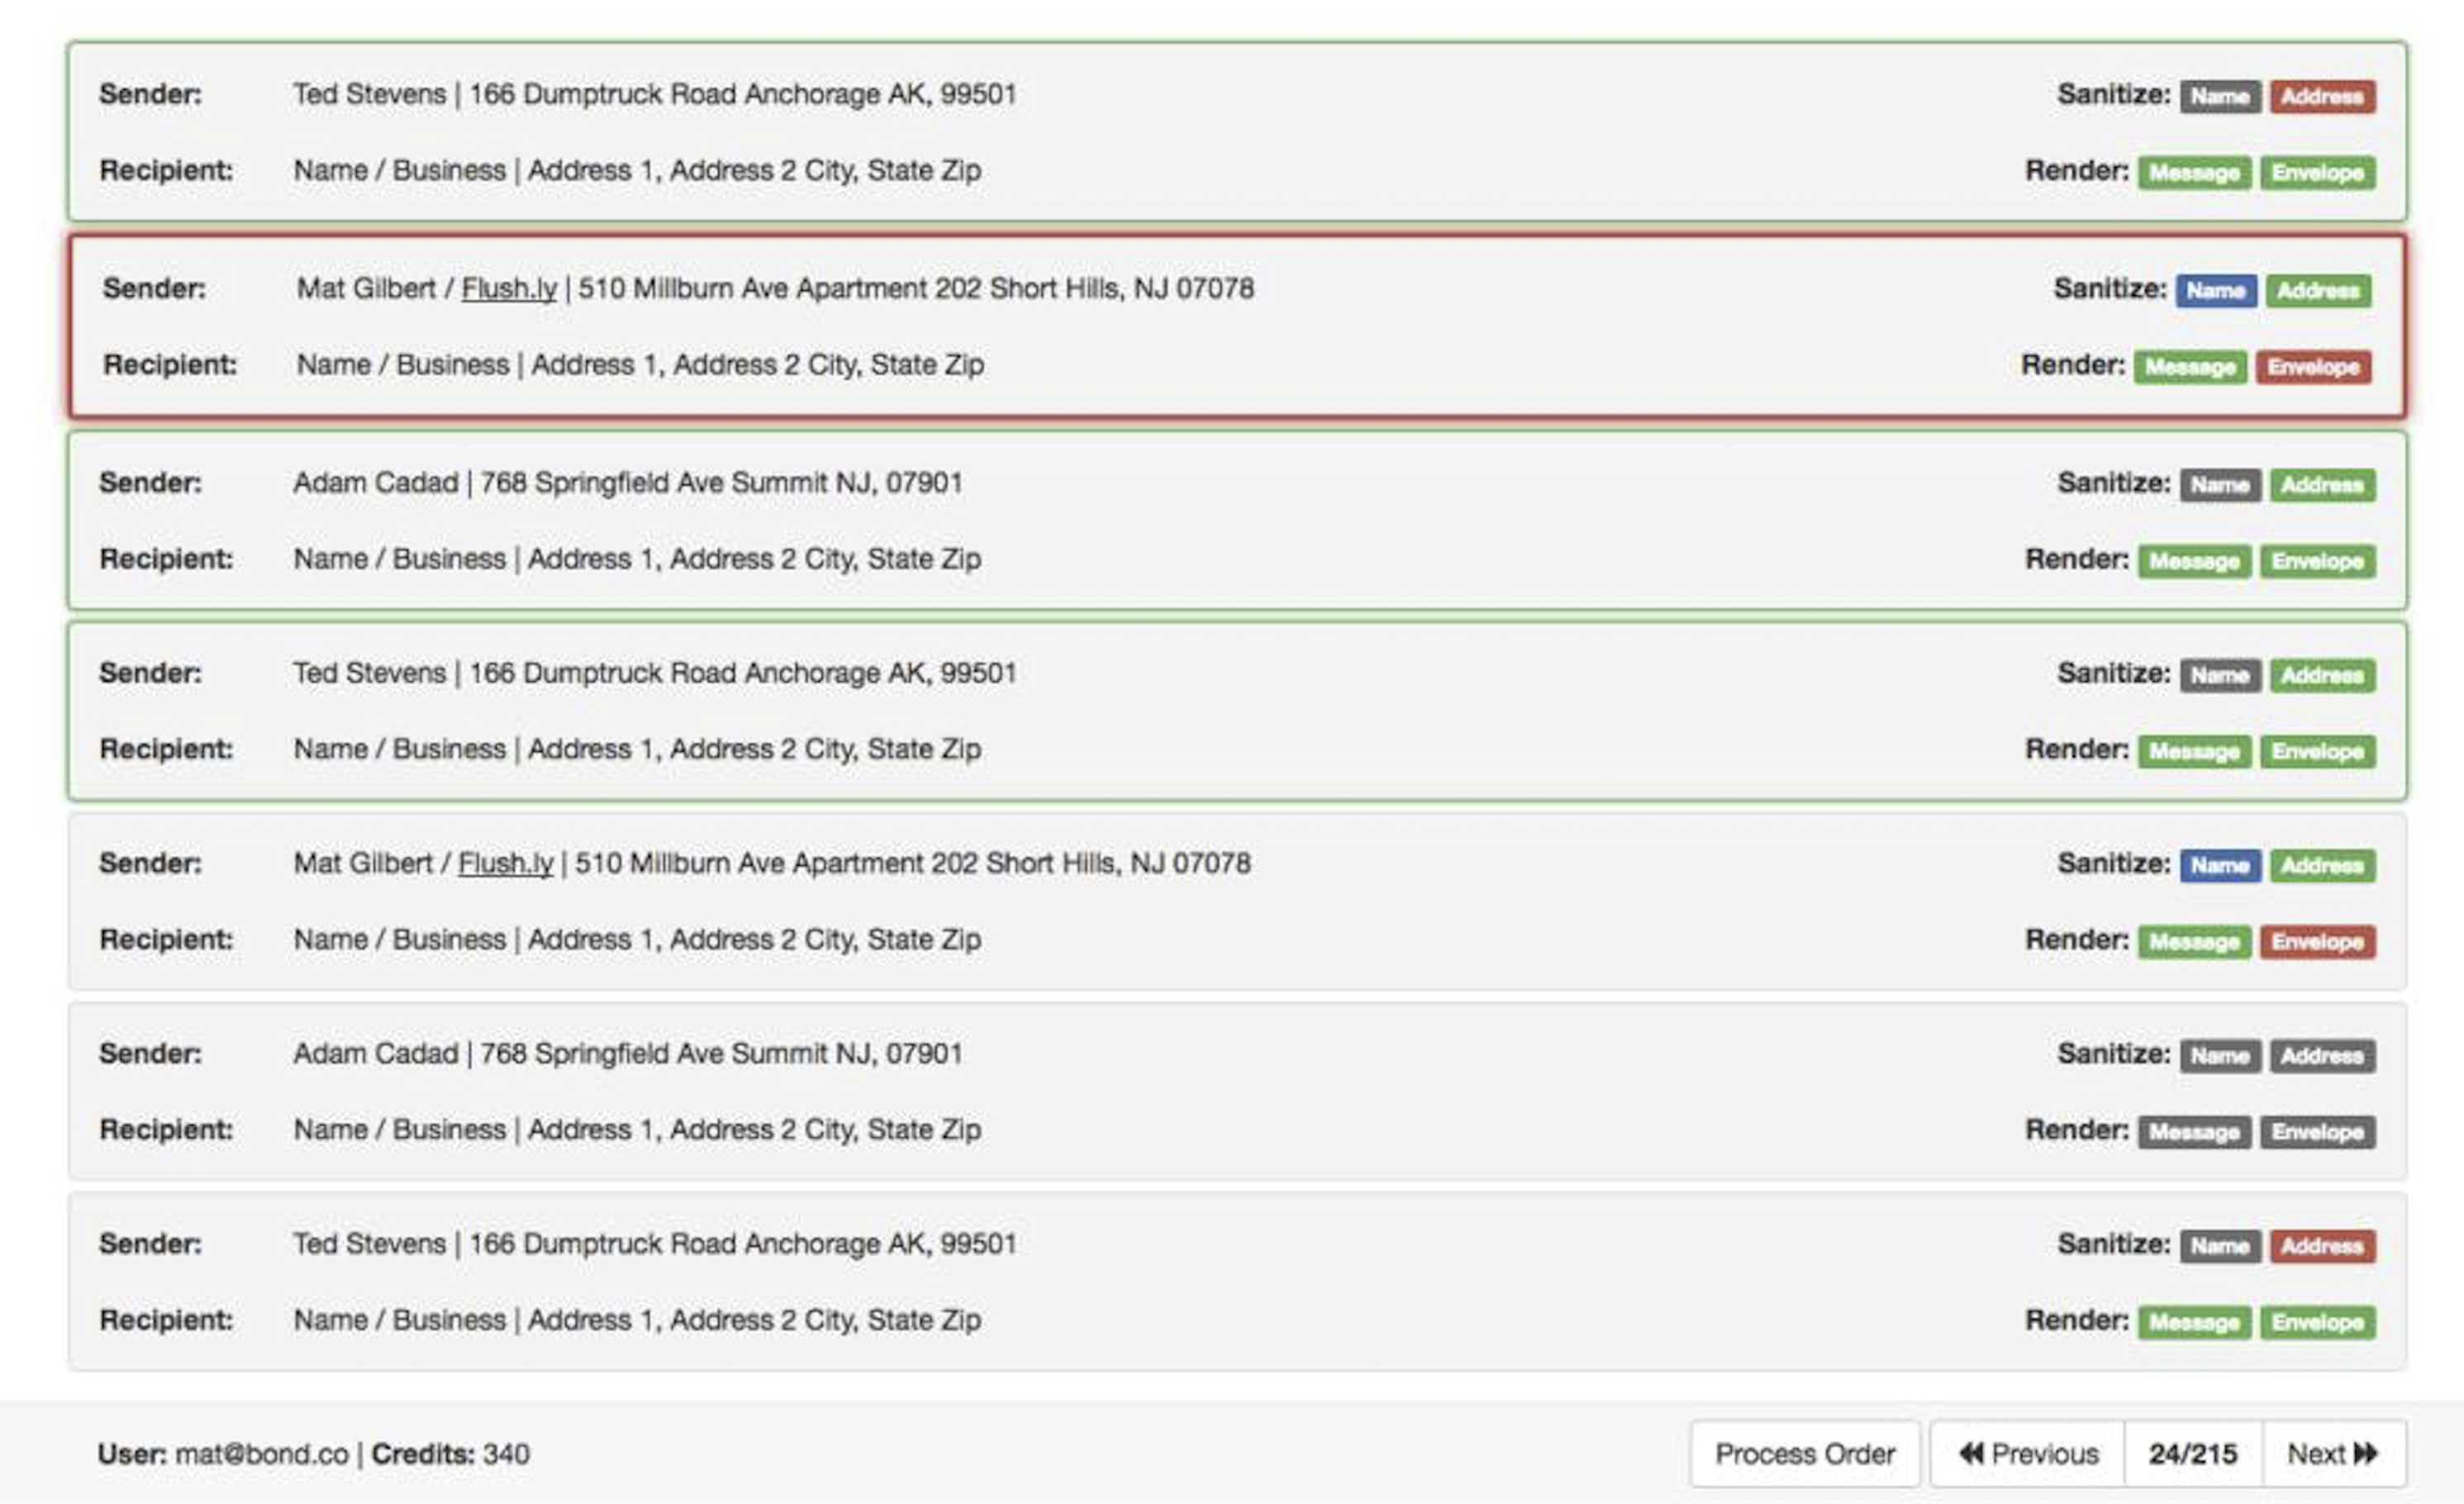 Sender: Ted Stevens | 166 Dumptruck Road Anchorage AK, 99501 Sanitize: Name Address
Recipient: Name / Business | Address 1, Address 2 City, State Zip Render: Message Envelope
Sender: Mat Gilbert / Flush.ly | 510 Millburn Ave Apartment 202 Short Hills, NJ 07078 Sanitize: Name Address
Recipient: Name / Business | Address 1, Address 2 City, State Zip Render: Message Envelope
Sender: Adam Cadad | 768 Springfield Ave Summit NJ, 07901 Sanitize: Name Address
Recipient: Name / Business | Address 1, Address 2 City, State Zip Render: Message Envelope
Sender: Ted Stevens | 166 Dumptruck Road Anchorage AK, 99501 Sanitize: Name Address
Recipient: Name / Business | Address 1, Address 2 City, State Zip Render: Message Envelope
Sender: Mat Gilbert / Flush.ly | 510 Millburn Ave Apartment 202 Short Hills, NJ 07078 Sanitize: Name Address
Recipient: Name / Business | Address 1, Address 2 City, State Zip Render: Message Envelope
Sender: Adam Cadad | 768 Springfield Ave Summit NJ, 07901 Sanitize: Name Address
Recipient: Name / Business | Address 1, Address 2 City, State Zip Render: Message Envelope
Sender: Ted Stevens | 166 Dumptruck Road Anchorage AK, 99501 Sanitize: Name Address
Recipient: Name / Business | Address 1, Address 2 City, State Zip Render: Message Envelope
User: mat@bond.co | Credits: 340 Process Order Previous 24/215 Next